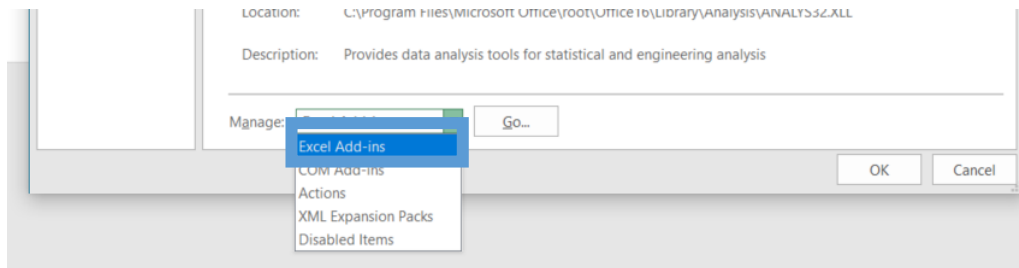 Location: C:\Program Files\Microsoft Office\root\Office16\Library\Analysis\ANALYS32.XLL
Description: Provides data analysis tools for statistical and engineering analysis
Manage: Go...
Excel Add-ins
COM Add-ins
OK Cancel
Actions
XML Expansion Packs
Disabled Items